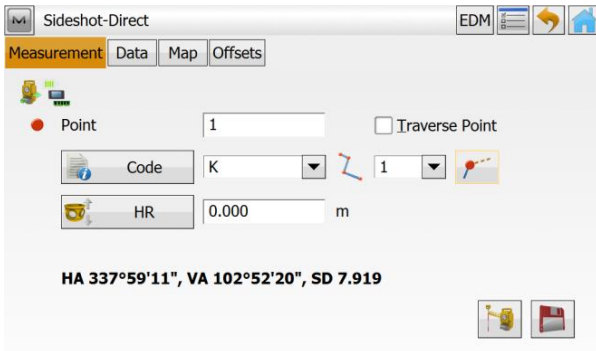 Sideshot-Direct EDM
Measurement Data Map Offsets
Point 1 Traverse Point
Code K 1
HR 0.000 m
HA 337°59'11", VA 102°52'20", SD 7.919